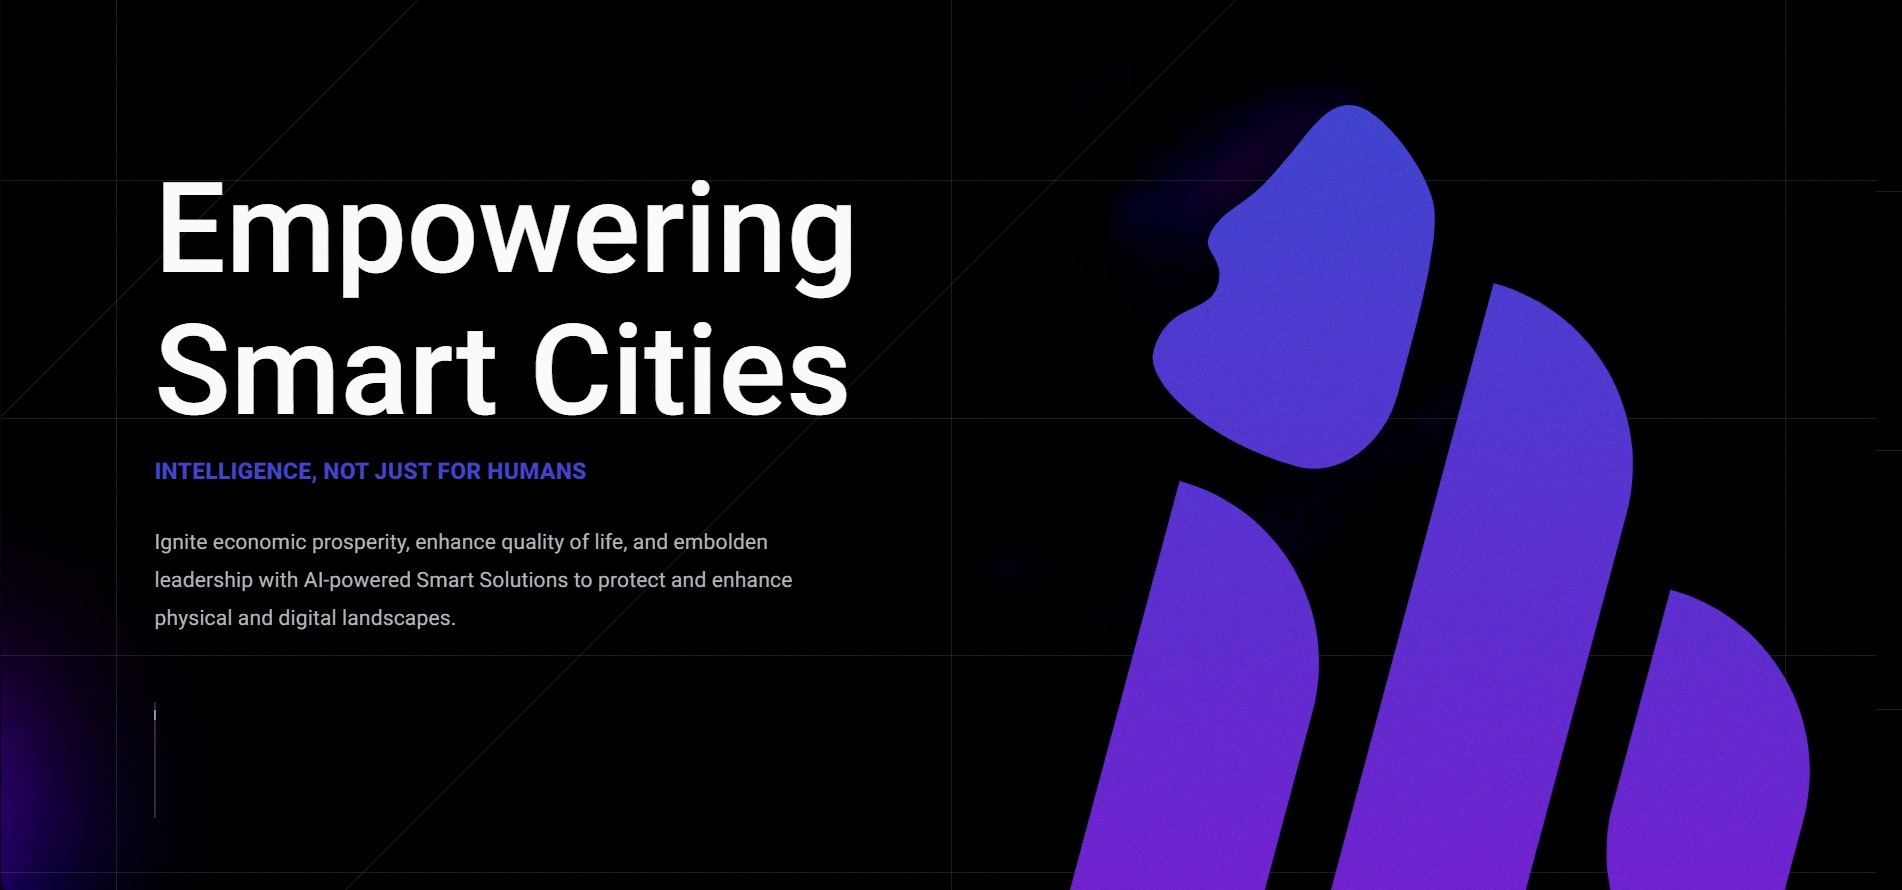 Empowering
Smart Cities
INTELLIGENCE, NOT JUST FOR HUMANS
Ignite economic prosperity, enhance quality of life, and embolden
leadership with AI-powered Smart Solutions to protect and enhance
physical and digital landscapes.